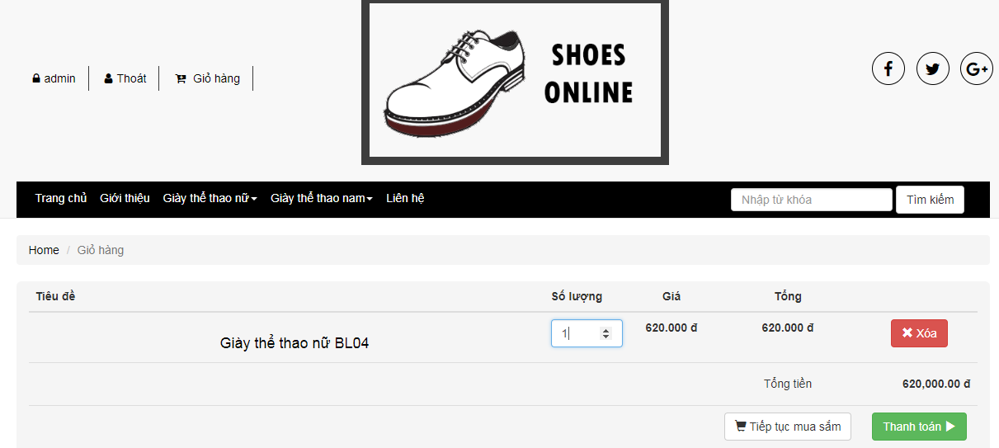 SHOES
ONLINE
admin Thoát Giỏ hàng
Trang chủ Giới thiệu Giày thể thao nữ Giày thể thao nam Liên hệ Nhập từ khóa Tìm kiếm
Home / Giỏ hàng
Tiêu đề Số lượng Giá Tổng
Giày thể thao nữ BL04 1 620.000 đ 620.000 đ Xóa
Tổng tiền 620,000.00 đ
Tiếp tục mua sắm Thanh toán